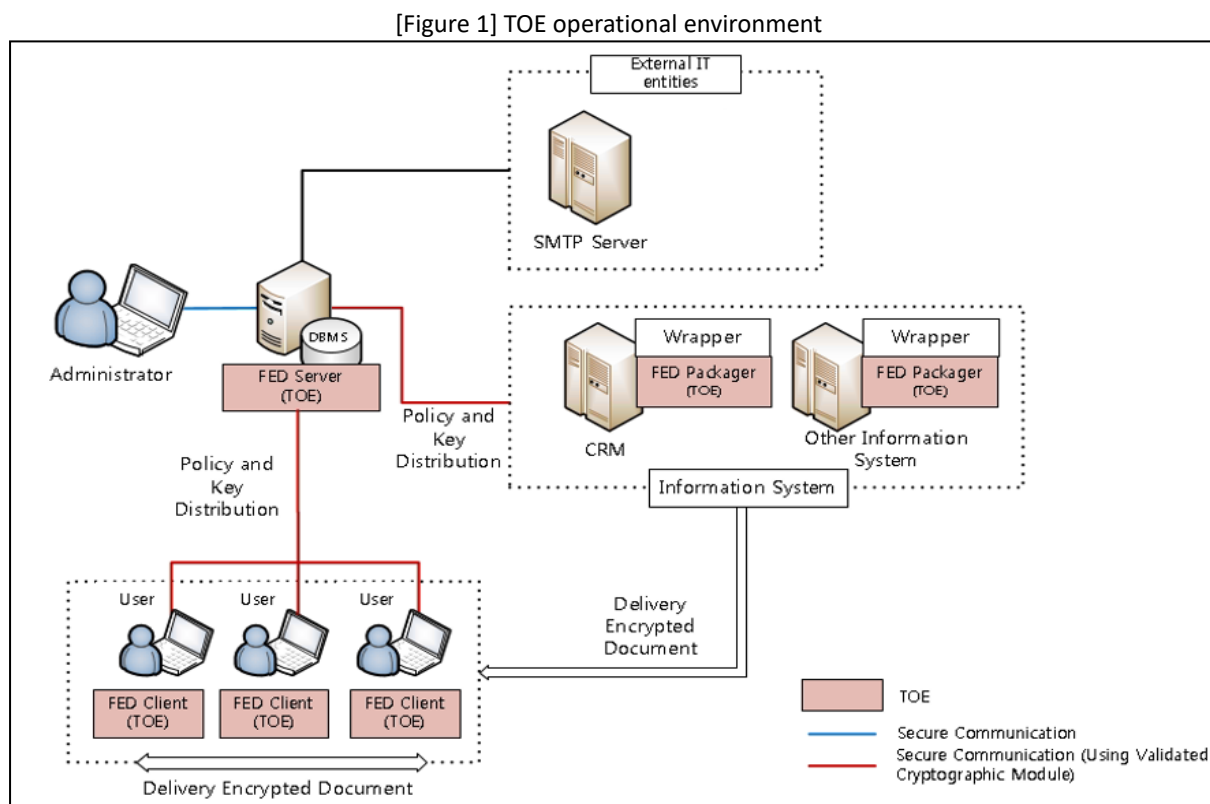 [Figure 1] TOE operational environment
External IT
entities
SMTP Server
Administrator
DBMS
FED Server
(TOE)
Policy and
Key
Distribution
Wrapper
FED Packager
(TOE)
CRM
Wrapper
FED Packager
(TOE)
Other Information
System
Information System
Policy and
Key
Distribution
User
User
User
FED Client
(TOE)
FED Client
(TOE)
FED Client
(TOE)
Delivery Encrypted Document
Delivery
Encrypted
Document
TOE
Secure Communication
Secure Communication (Using Validated
Cryptographic Module)